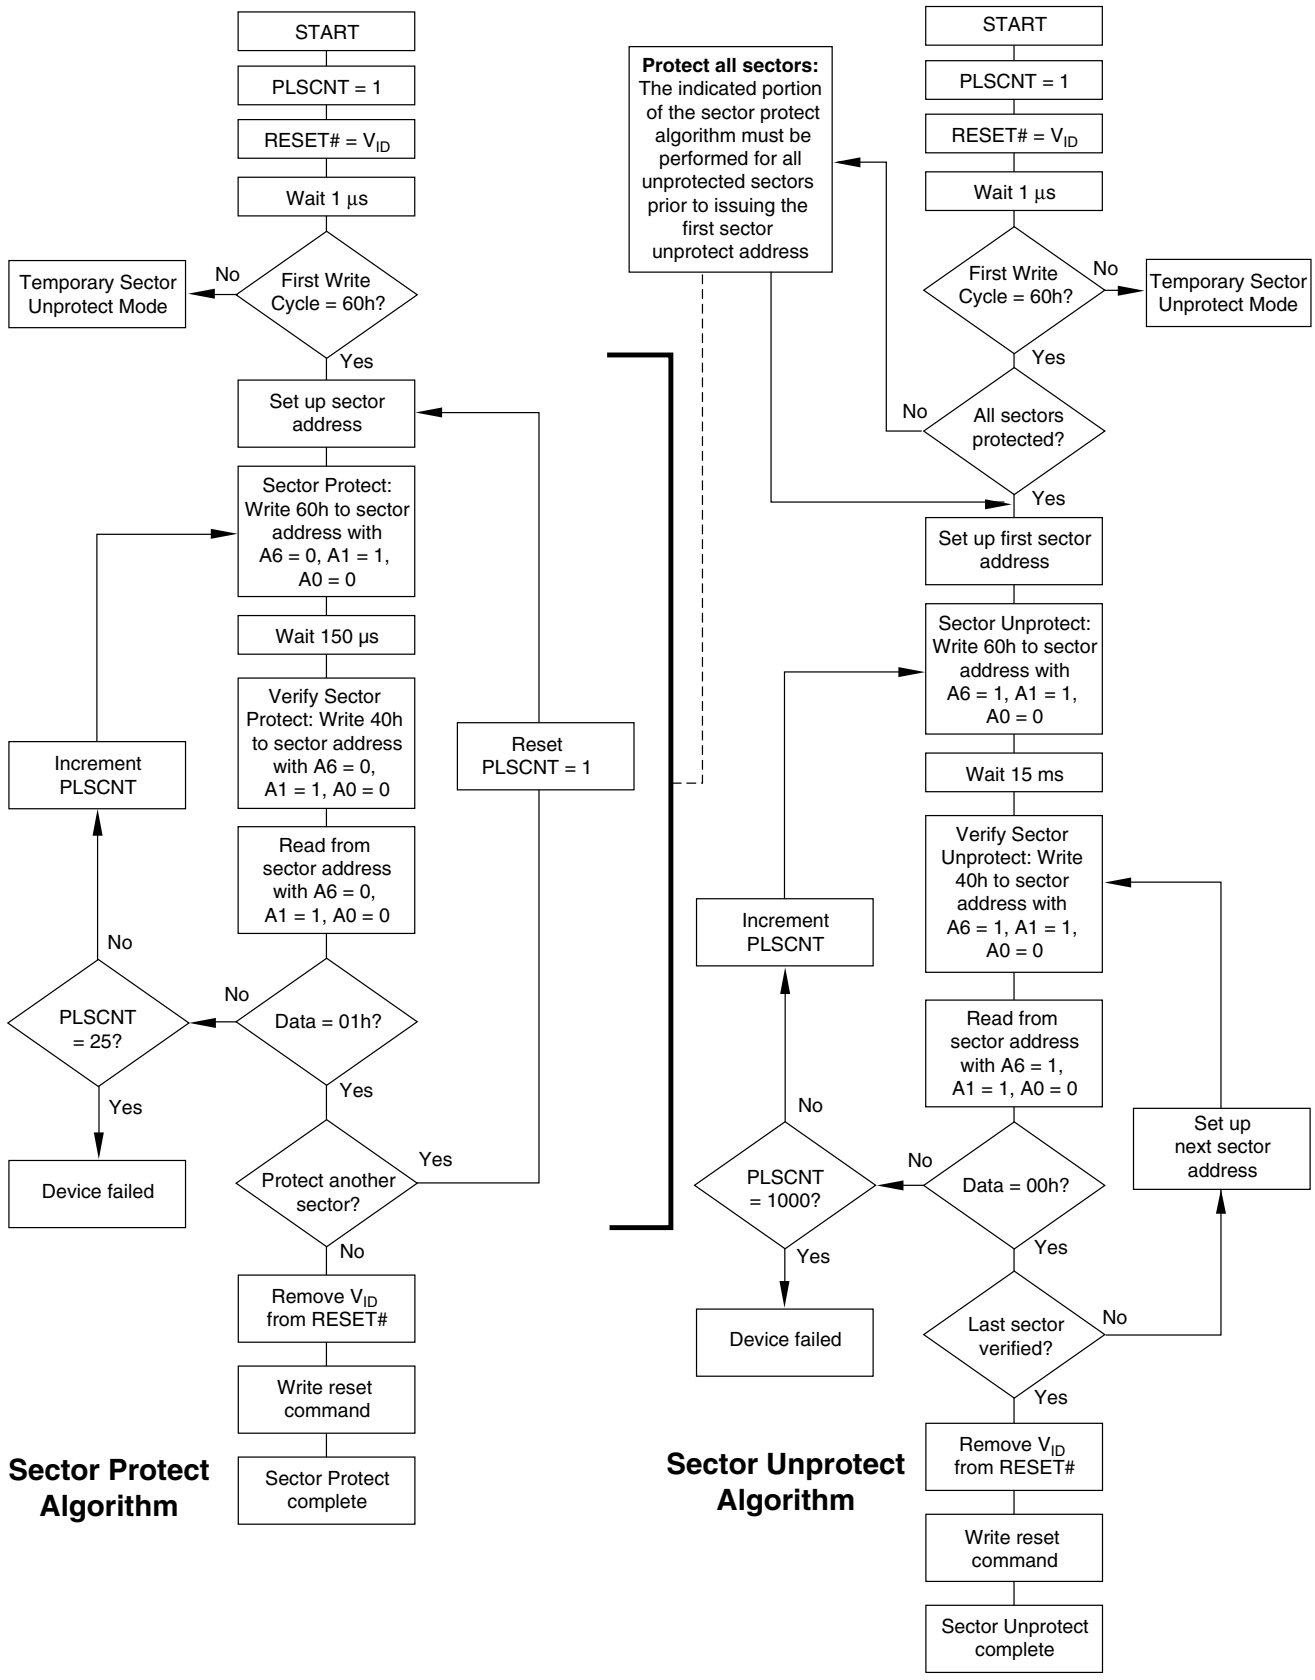 START
PLSCNT = 1
RESET# = VID
Wait 1 μs
First Write
Cycle = 60h?
No
Temporary Sector
Unprotect Mode
Yes
Set up sector
address
Sector Protect:
Write 60h to sector
address with
A6 = 0, A1 = 1,
A0 = 0
Wait 150 µs
Verify Sector
Protect: Write 40h
to sector address
with A6 = 0,
A1 = 1, A0 = 0
Read from
sector address
with A6 = 0,
A1 = 1, A0 = 0
Data = 01h?
No
PLSCNT
= 25?
No
Increment
PLSCNT
Yes
Device failed
Yes
Protect another
sector?
Yes
Reset
PLSCNT = 1
No
Remove VID
from RESET#
Write reset
command
Sector Protect
complete
Sector Protect
Algorithm
Protect all sectors:
The indicated portion
of the sector protect
algorithm must be
performed for all
unprotected sectors
prior to issuing the
first sector
unprotect address
START
PLSCNT = 1
RESET# = VID
Wait 1 μs
First Write
Cycle = 60h?
No
Temporary Sector
Unprotect Mode
Yes
All sectors
protected?
No
Yes
Set up first sector
address
Sector Unprotect:
Write 60h to sector
address with
A6 = 1, A1 = 1,
A0 = 0
Wait 15 ms
Verify Sector
Unprotect: Write
40h to sector
address with
A6 = 1, A1 = 1,
A0 = 0
Read from
sector address
with A6 = 1,
A1 = 1, A0 = 0
Data = 00h?
No
PLSCNT
= 1000?
No
Increment
PLSCNT
Yes
Device failed
Yes
Last sector
verified?
No
Set up
next sector
address
Yes
Remove VID
from RESET#
Write reset
command
Sector Unprotect
complete
Sector Unprotect
Algorithm